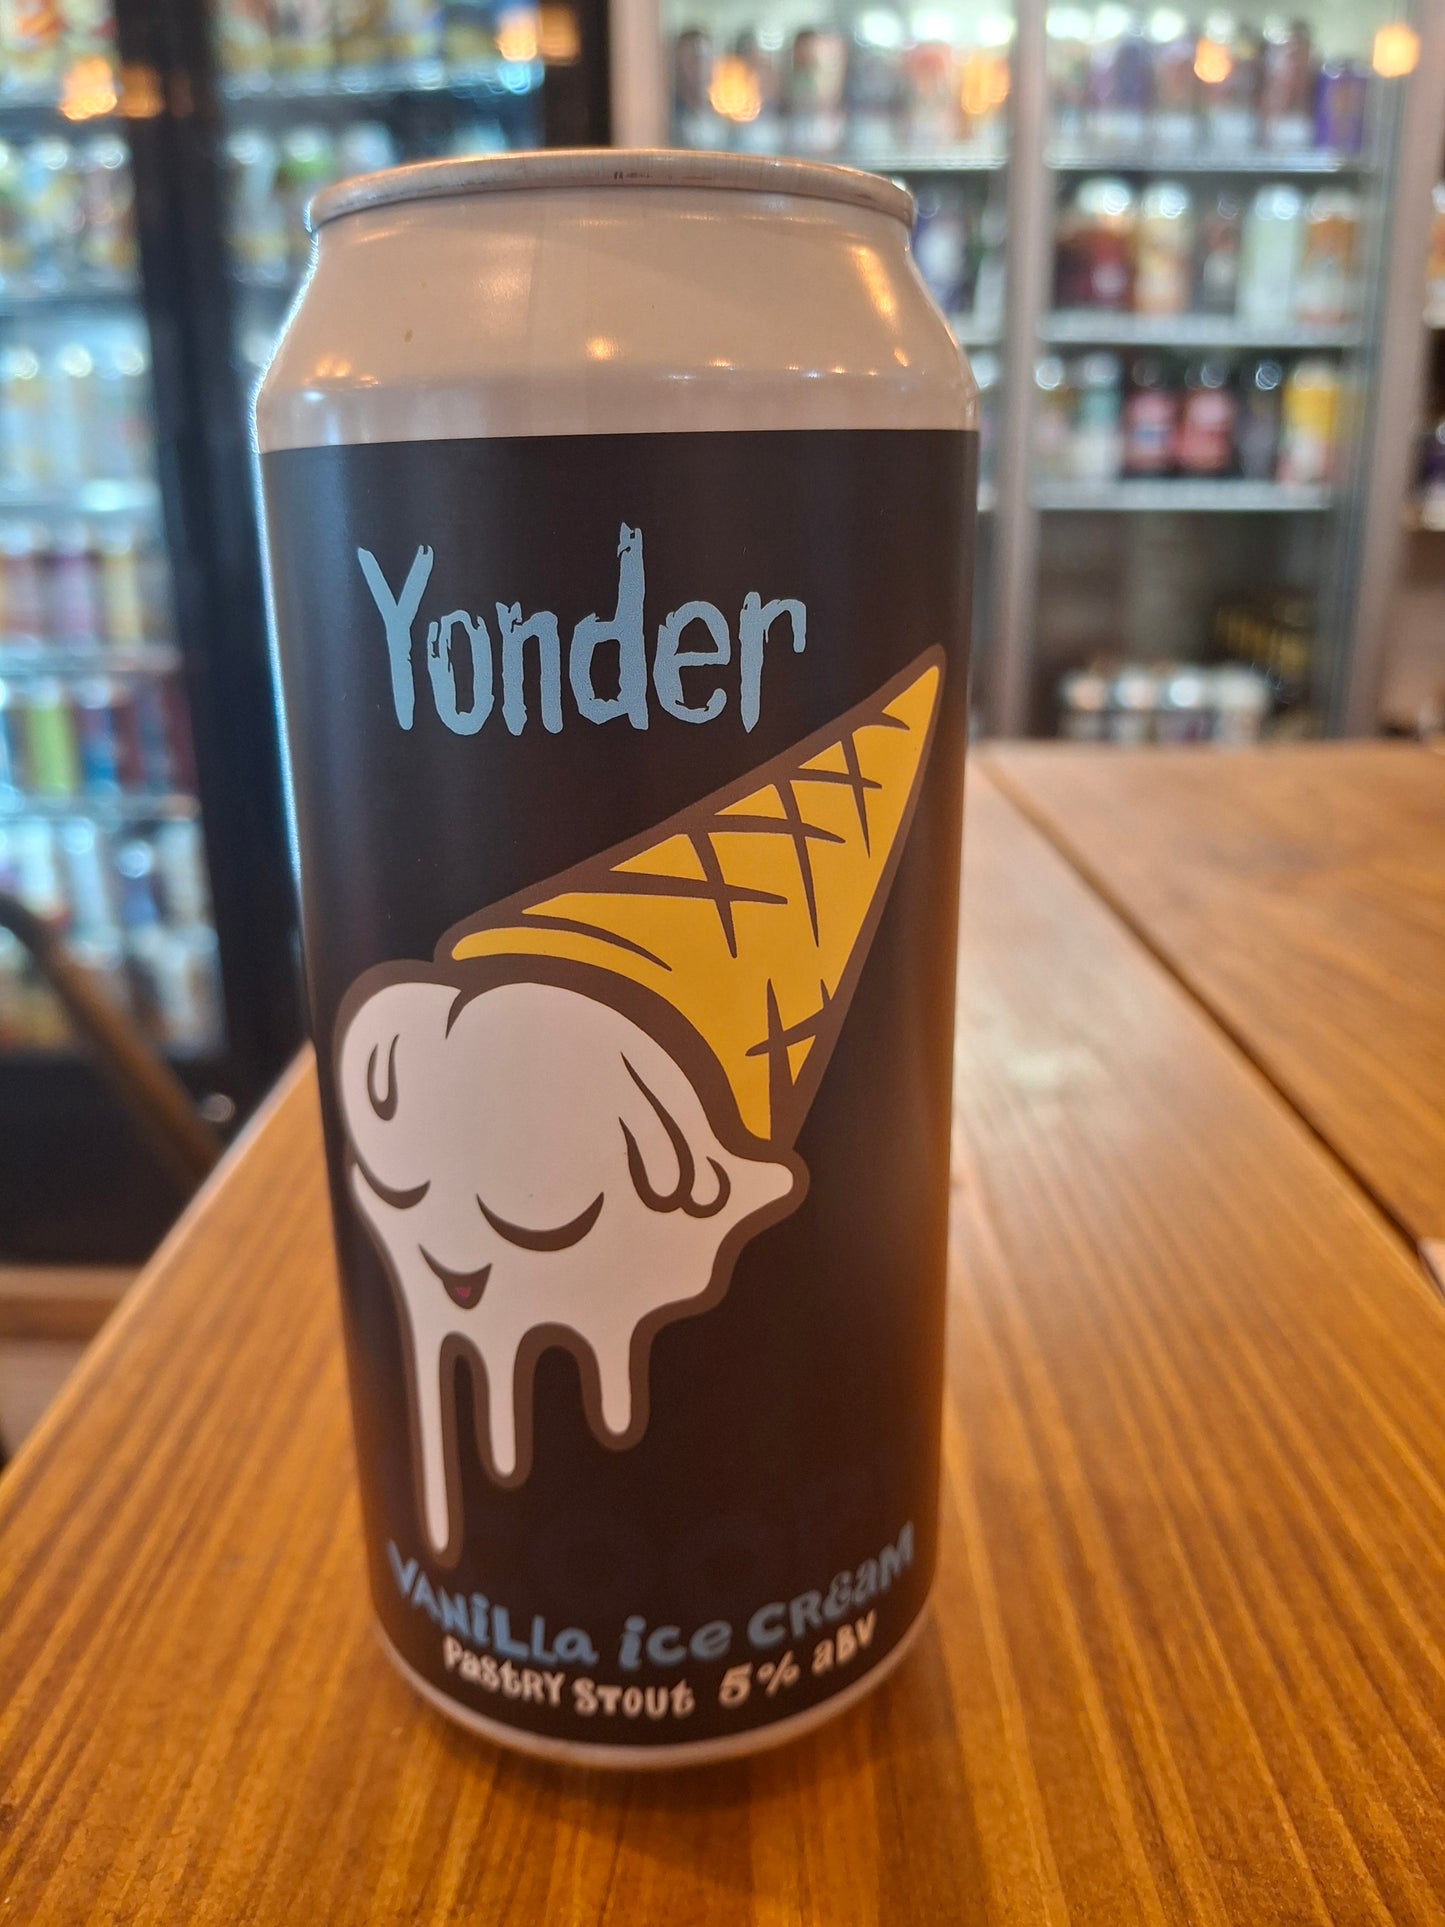 Yonder
VANiLLa ice CREaM
PaStRY STOUt 5% aBV